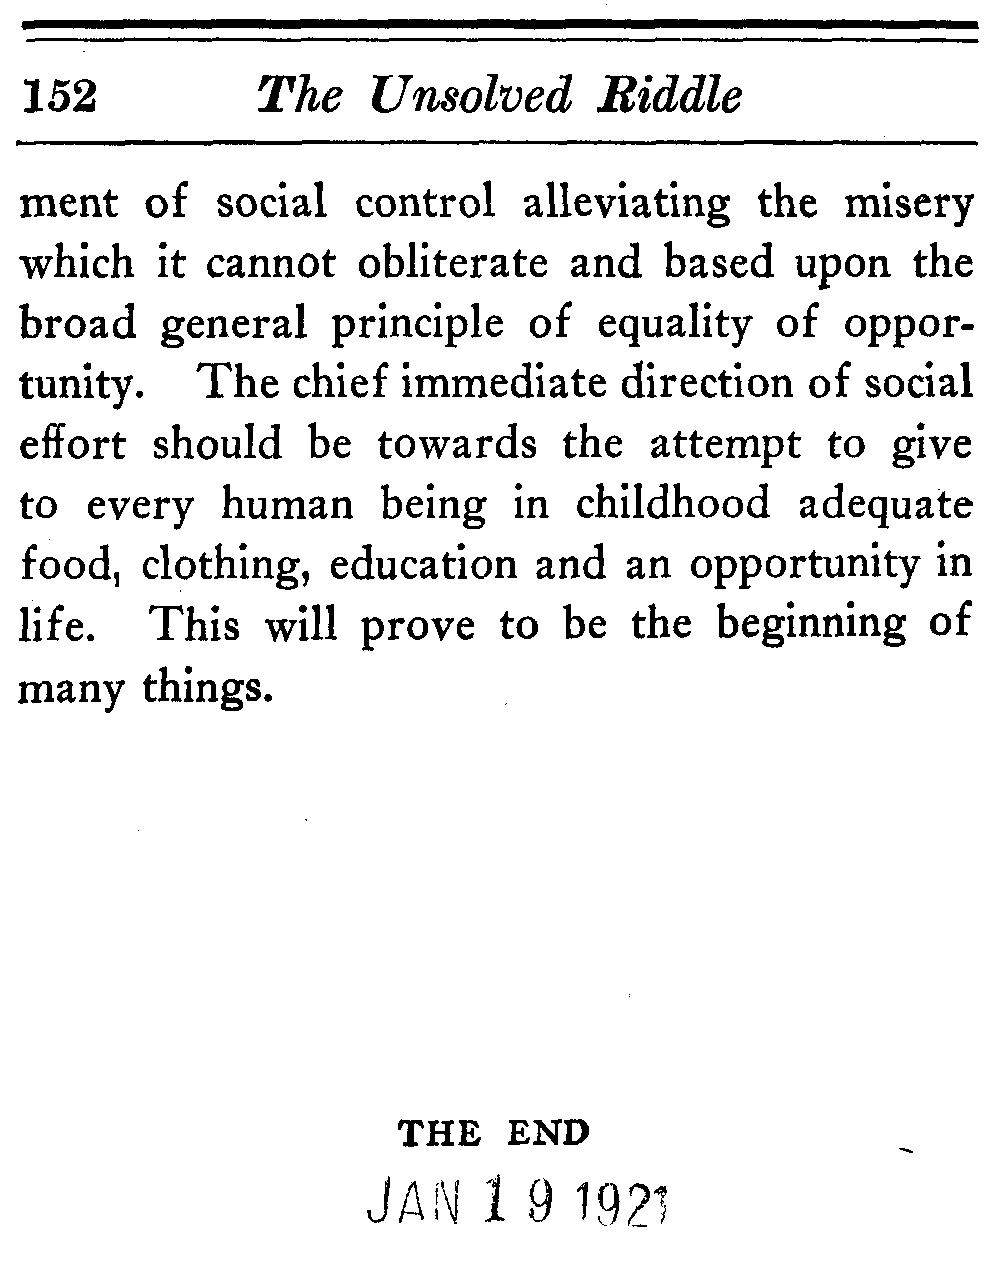 152 The Unsolved Riddle
ment of social control alleviating the misery
which it cannot obliterate and based upon the
broad general principle of equality of oppor-
tunity. The chief immediate direction of social
effort should be towards the attempt to give
to every human being in childhood adequate
food, clothing, education and an opportunity in
life. This will prove to be the beginning of
many things.
THE END
JAN 19 1921